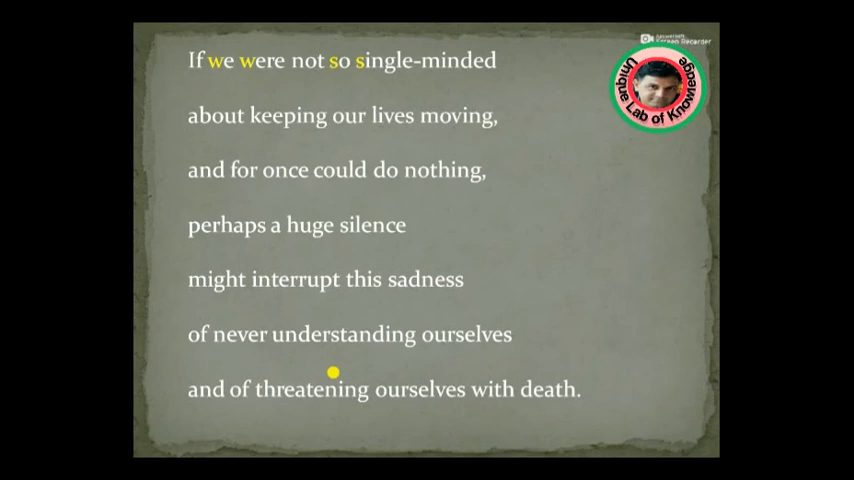 If we were not so single-minded
about keeping our lives moving,
and for once could do nothing,
perhaps a huge silence
might interrupt this sadness
of never understanding ourselves
and of threatening ourselves with death.
Screen Recorder
Unique Lab of Knowledge